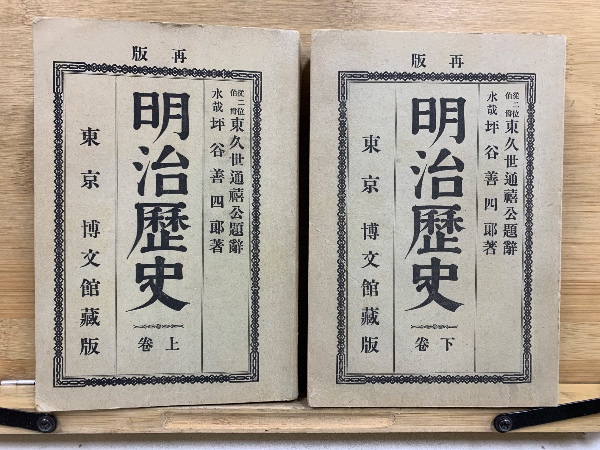 再版
従二位
伯爵
東久世通禧公題辭
水哉 坪谷善四郎著
明治歷史
上卷
東京 博文館藏版
再版
従二位
伯爵
東久世通禧公題辭
水哉 坪谷善四郎著
明治歷史
下卷
東京 博文館藏版